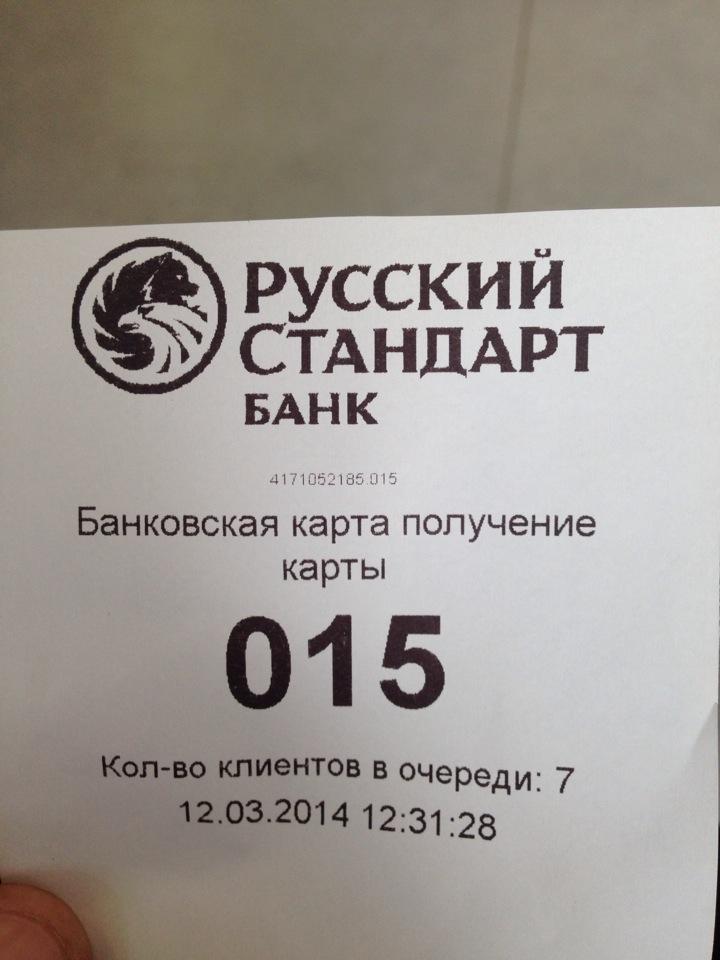 РУССКИЙ
СТАНДАРТ
БАНК
4171052185.015
Банковская карта получение
карты
015
Кол-во клиентов в очереди: 7
12.03.2014 12:31:28